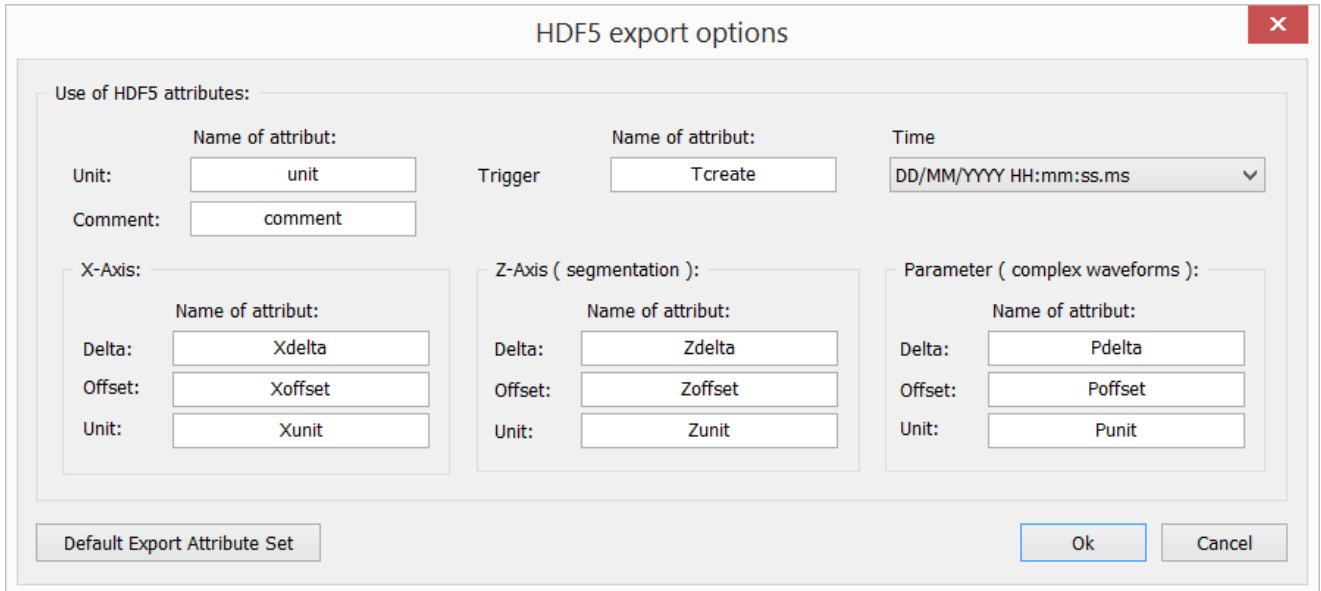 HDF5 export options
x
Use of HDF5 attributes:
Name of attribut: Name of attribut: Time
Unit: unit Trigger Tcreate DD/MM/YYYY HH:mm:ss.ms
Comment: comment
X-Axis: Z-Axis ( segmentation ): Parameter ( complex waveforms ):
Name of attribut: Name of attribut: Name of attribut:
Delta: Xdelta Delta: Zdelta Delta: Pdelta
Offset: Xoffset Offset: Zoffset Offset: Poffset
Unit: Xunit Unit: Zunit Unit: Punit
Default Export Attribute Set Ok Cancel